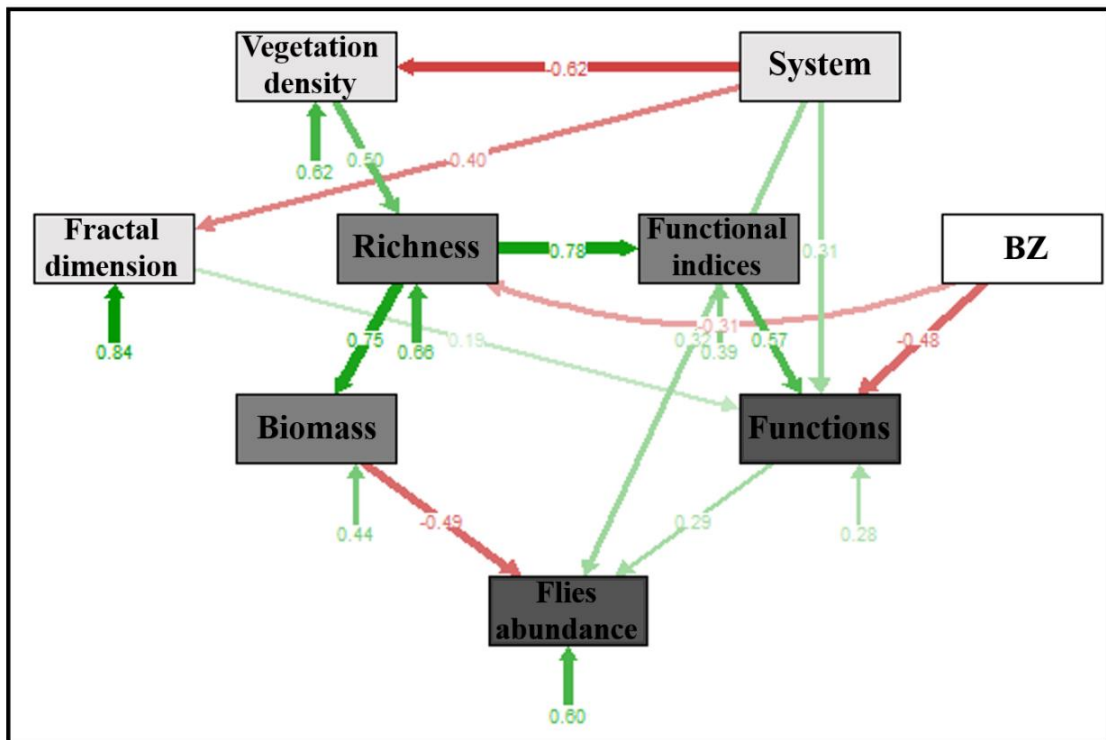 Vegetation
density
System
-0.62
0.62
0.50
-0.40
Fractal
dimension
Richness
0.78
Functional
indices
0.31
BZ
0.84
0.75
0.66
0.19
0.32
0.39
-0.31
0.57
-0.48
Biomass
Functions
0.44
-0.49
0.29
0.28
Flies
abundance
0.60